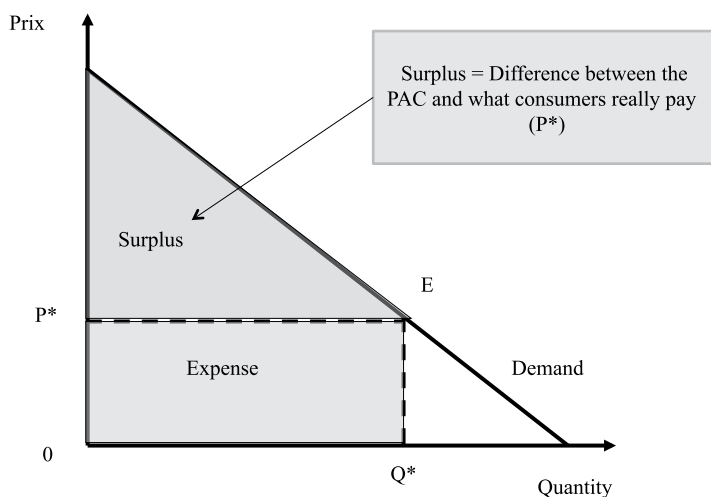 Prix
Surplus = Difference between the
PAC and what consumers really pay
(P*)
Surplus
E
P*
Expense
Demand
0
Q*
Quantity